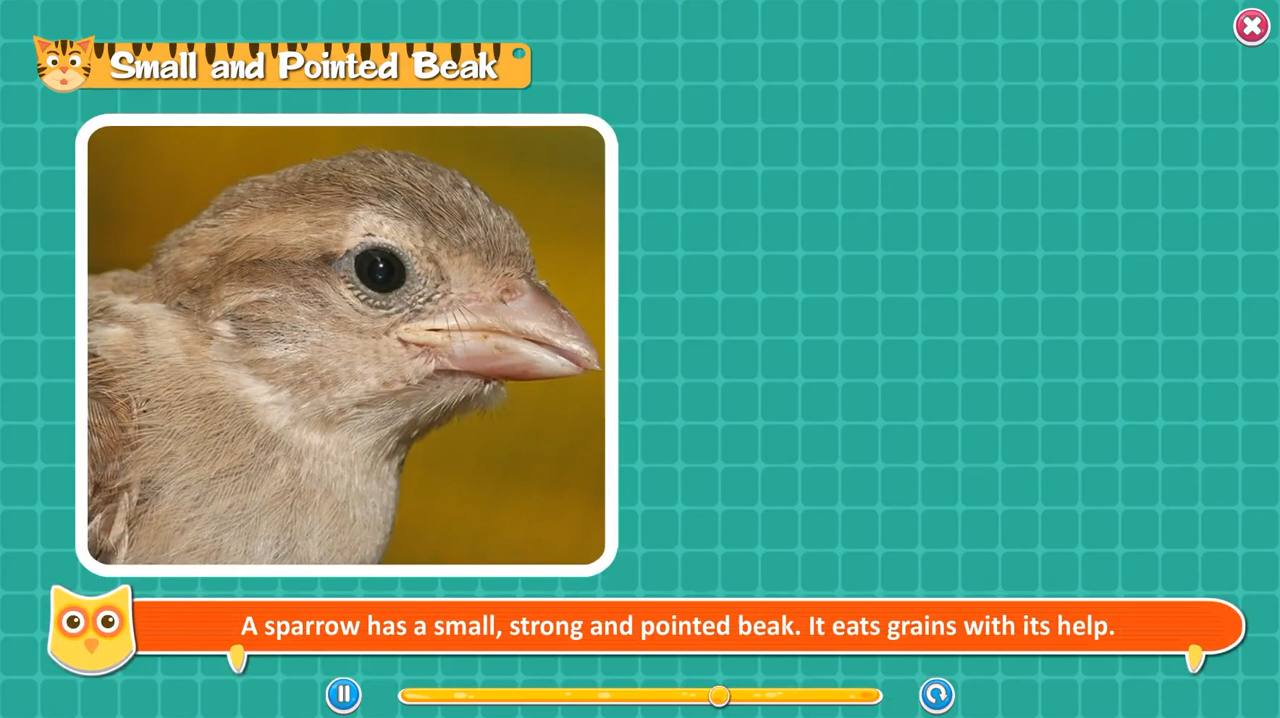 Small and Pointed Beak
A sparrow has a small, strong and pointed beak. It eats grains with its help.